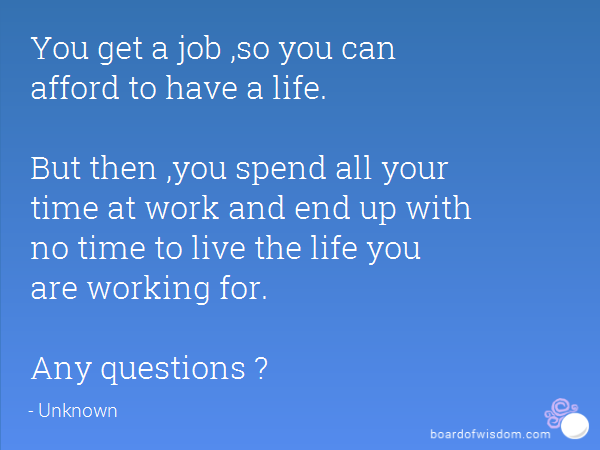 You get a job ,so you can
afford to have a life.
But then ,you spend all your
time at work and end up with
no time to live the life you
are working for.
Any questions ?
- Unknown
boardofwisdom.com